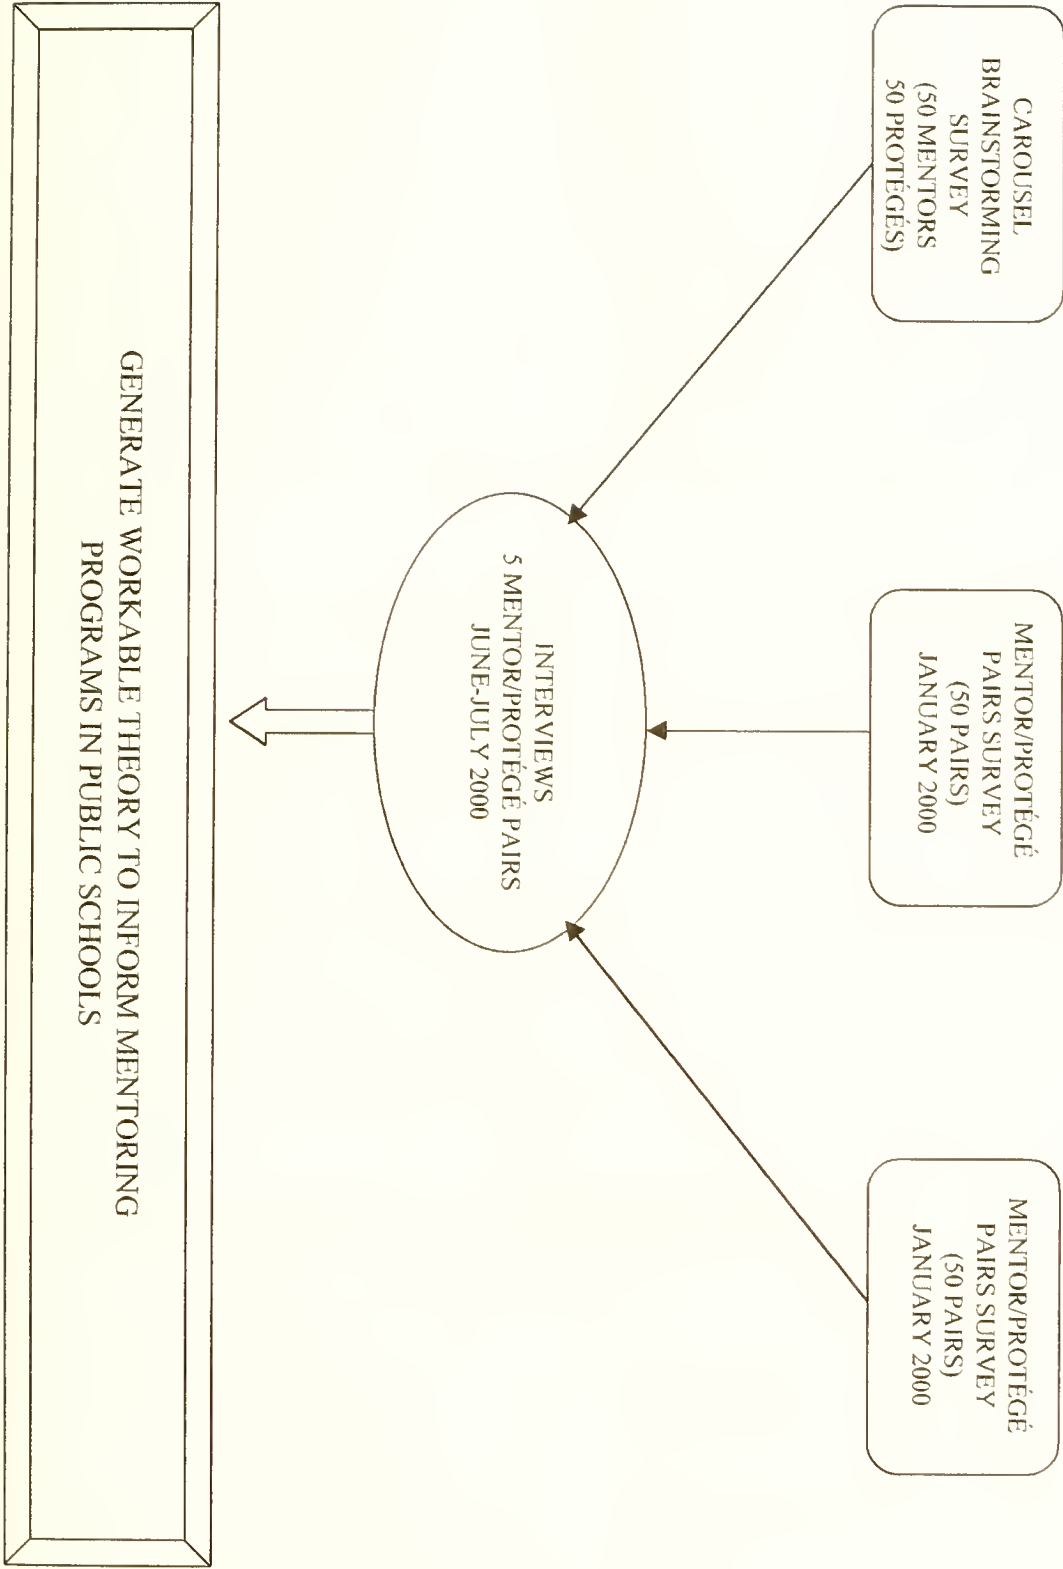 CAROUSEL
BRAINSTORMING
SURVEY
(50 MENTORS
50 PROTÉGÉS)
MENTOR/PROTÉGÉ
PAIRS SURVEY
(50 PAIRS)
JANUARY 2000
MENTOR/PROTÉGÉ
PAIRS SURVEY
(50 PAIRS)
JANUARY 2000
INTERVIEWS
5 MENTOR/PROTÉGÉ PAIRS
JUNE-JULY 2000
GENERATE WORKABLE THEORY TO INFORM MENTORING
PROGRAMS IN PUBLIC SCHOOLS